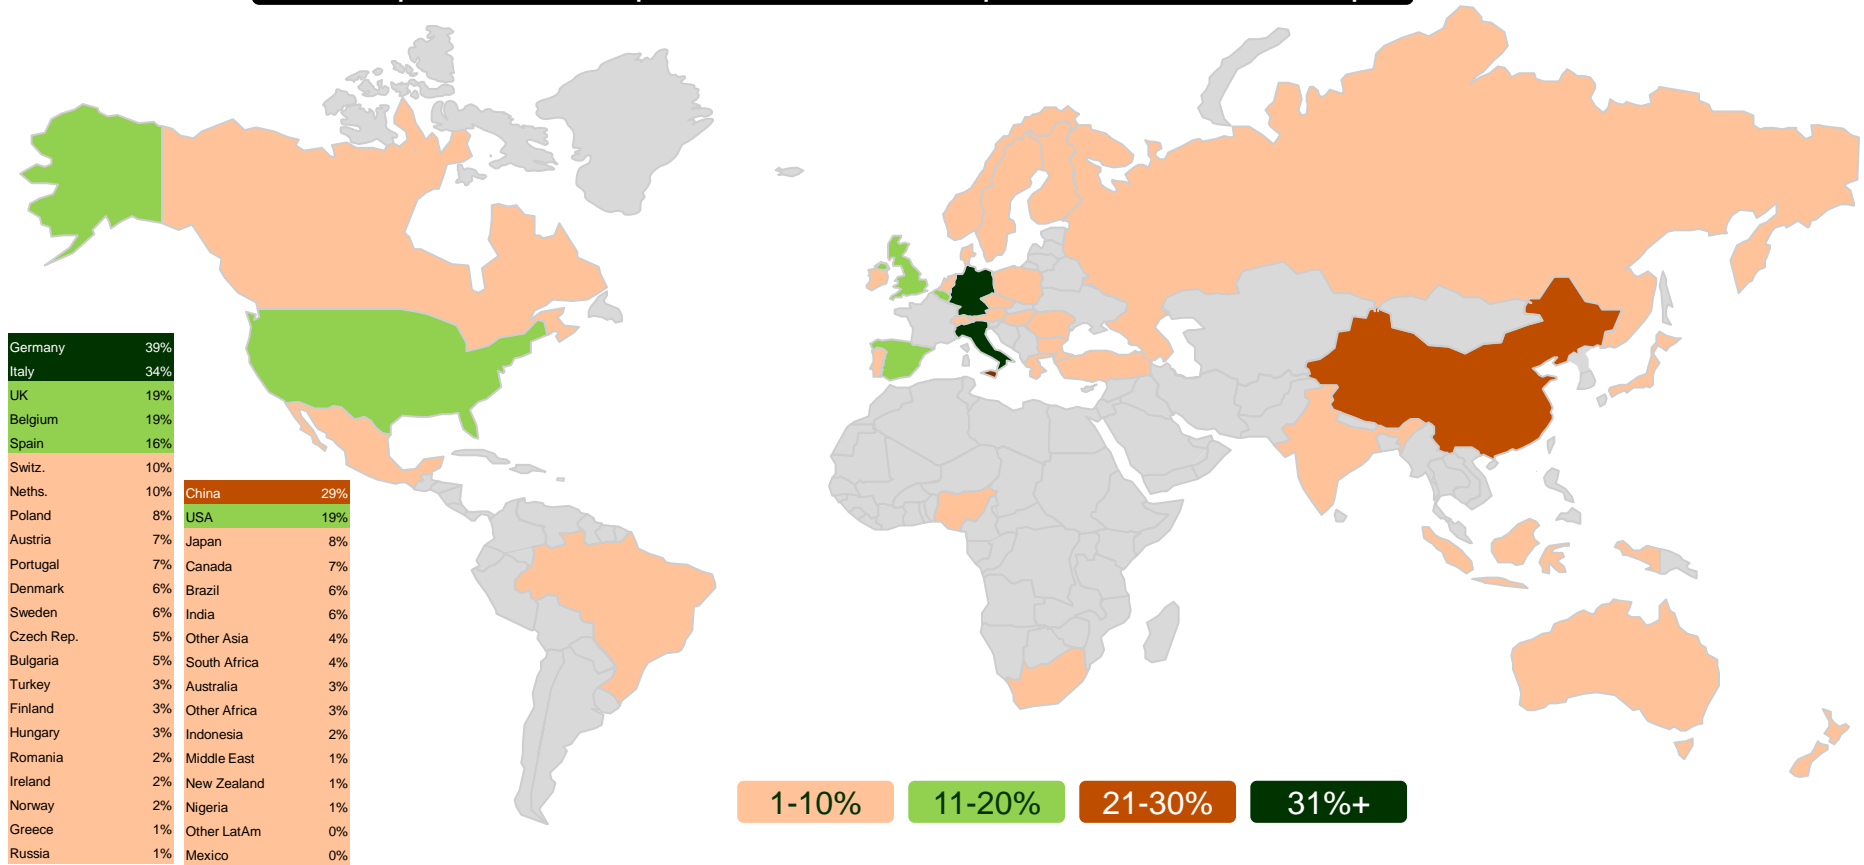 Germany 39%
Italy 34%
UK 19%
Belgium 19%
Spain 16%
Switz. 10%
Neths. 10%
Poland 8%
Austria 7%
Portugal 7%
Denmark 6%
Sweden 6%
Czech Rep. 5%
Bulgaria 5%
Turkey 3%
Finland 3%
Hungary 3%
Romania 2%
Ireland 2%
Norway 2%
Greece 1%
Russia 1%
China 29%
USA 19%
Japan 8%
Canada 7%
Brazil 6%
India 6%
Other Asia 4%
South Africa 4%
Australia 3%
Other Africa 3%
Indonesia 2%
Middle East 1%
New Zealand 1%
Nigeria 1%
Other LatAm 0%
Mexico 0%
1-10% 11-20% 21-30% 31%+